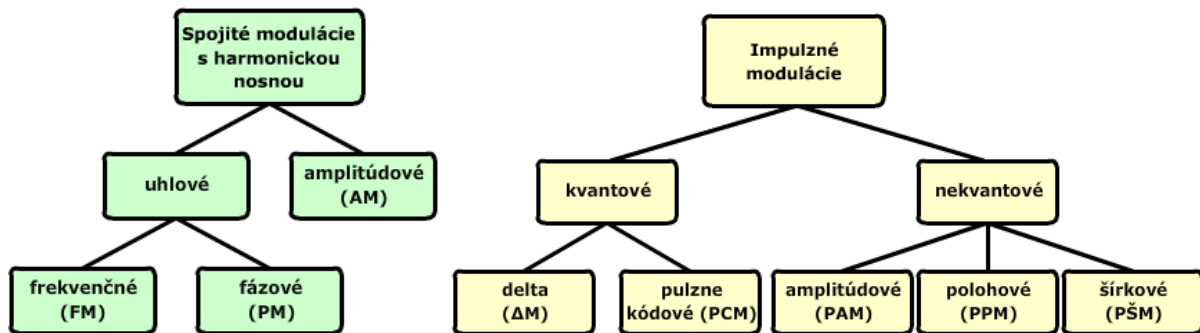 Spojité modulácie
s harmonickou
nosnou
uhlové
amplitúdové
(AM)
frekvenčné
(FM)
fázové
(PM)
Impulzné
modulácie
kvantové
nekvantové
delta
(ΔM)
pulzne
kódové (PCM)
amplitúdové
(PAM)
polohové
(PPM)
šírkové
(PŠM)